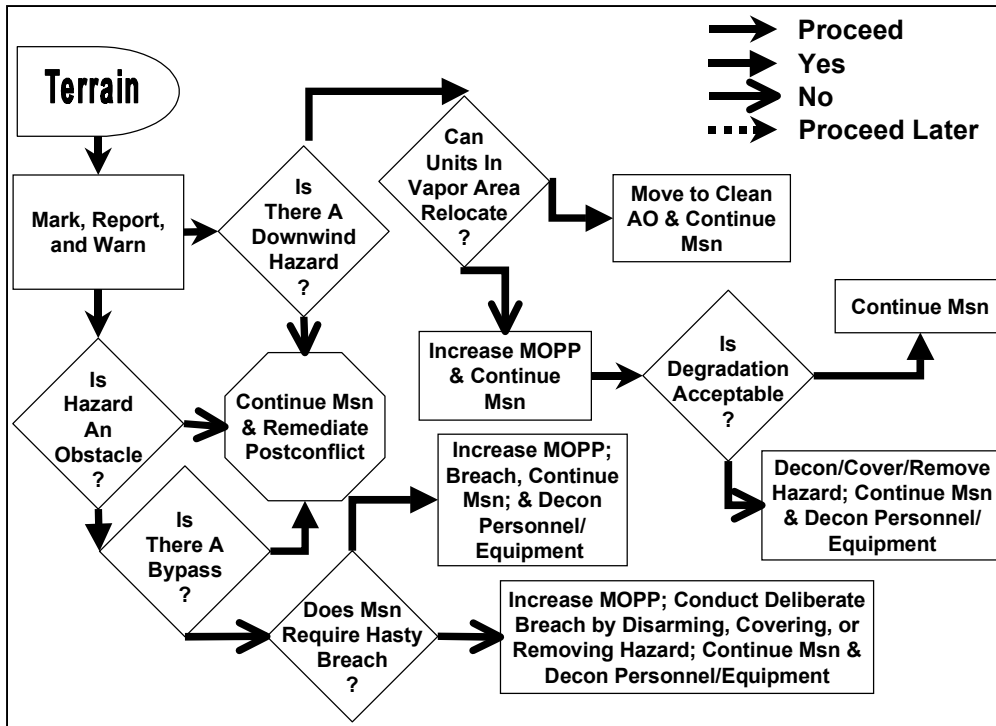 Terrain
Proceed
Yes
No
Proceed Later
Mark, Report,
and Warn
Is
There A
Downwind
Hazard
?
Can
Units In
Vapor Area
Relocate
?
Move to Clean
AO & Continue
Msn
Increase MOPP
& Continue
Msn
Is
Degradation
Acceptable
?
Continue Msn
Decon/Cover/Remove
Hazard; Continue Msn
& Decon Personnel/
Equipment
Is
Hazard
An
Obstacle
?
Continue Msn
& Remediate
Postconflict
Is
There A
Bypass
?
Increase MOPP;
Breach, Continue
Msn; & Decon
Personnel/
Equipment
Does Msn
Require Hasty
Breach
?
Increase MOPP; Conduct Deliberate
Breach by Disarming, Covering, or
Removing Hazard; Continue Msn &
Decon Personnel/Equipment